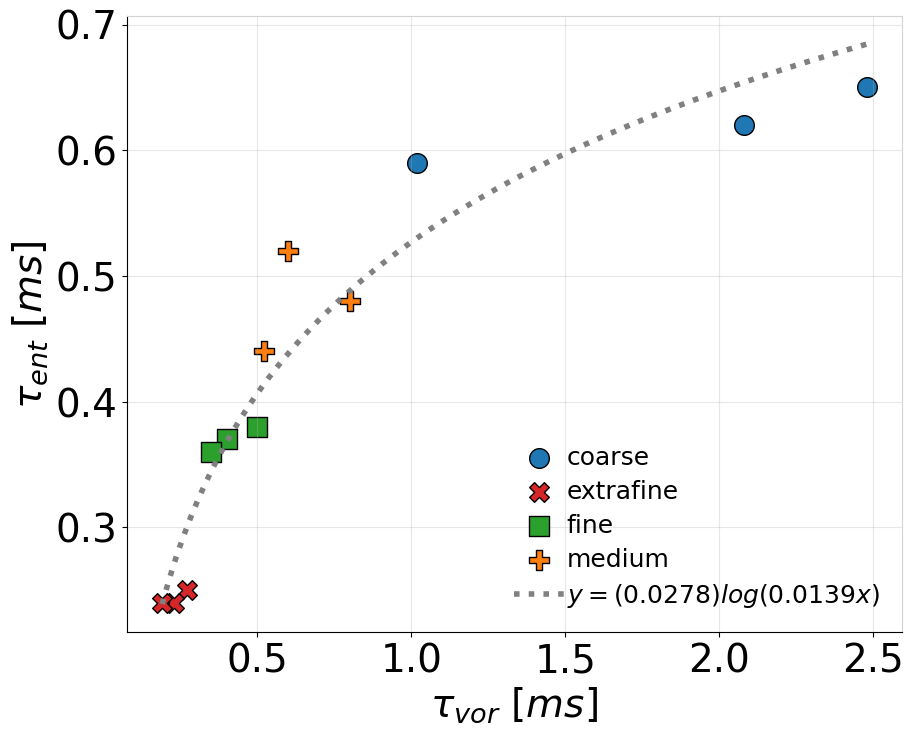 0.7
0.6
0.5
0.4
0.3
τ_ent [ms]
coarse
extrafine
fine
medium
y = (0.0278)log(0.0139x)
0.5 1.0 1.5 2.0 2.5
τ_vor [ms]